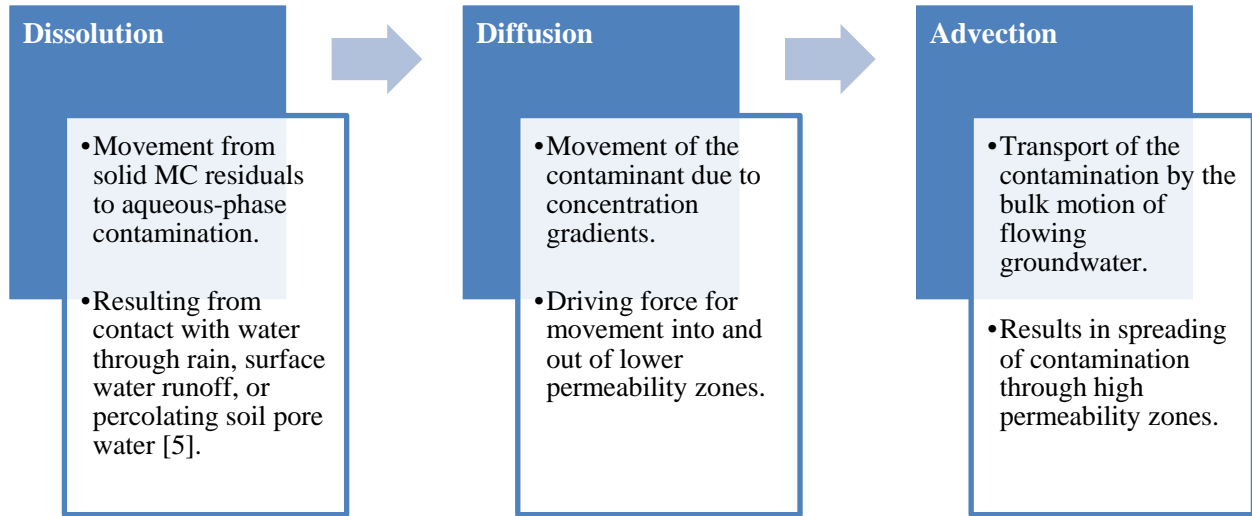 Dissolution
•Movement from
solid MC residuals
to aqueous-phase
contamination.
•Resulting from
contact with water
through rain, surface
water runoff, or
percolating soil pore
water [5].
Diffusion
•Movement of the
contaminant due to
concentration
gradients.
•Driving force for
movement into and
out of lower
permeability zones.
Advection
•Transport of the
contamination by the
bulk motion of
flowing
groundwater.
•Results in spreading
of contamination
through high
permeability zones.